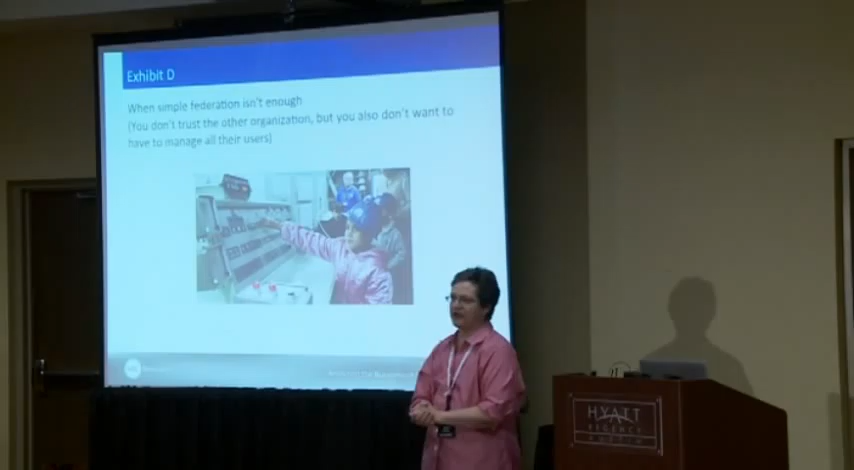 Exhibit D
When simple federation isn't enough
(You don't trust the other organization, but you also don't want to
have to manage all their users)
HYATT
REGENCY
AUSTIN